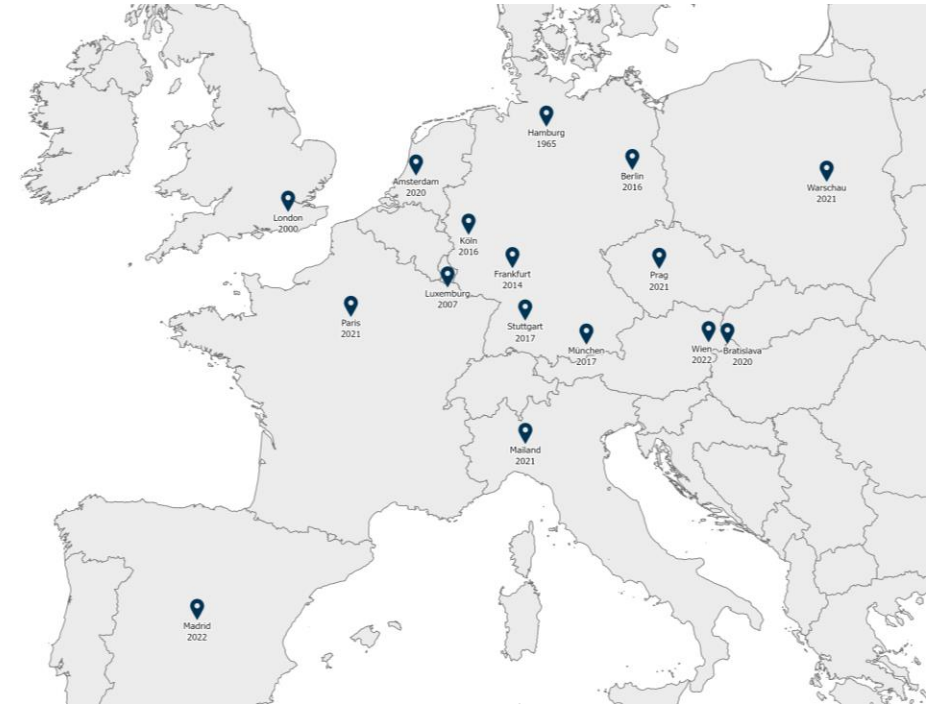 Hamburg
1965
Berlin
2016
Amsterdam
2020
Warschau
2021
London
2000
Köln
2016
Frankfurt
2014
Prag
2021
Luxemburg
2007
Paris
2021
Stuttgart
2017
München
2017
Wien
2022
Bratislava
2020
Mailand
2021
Madrid
2022